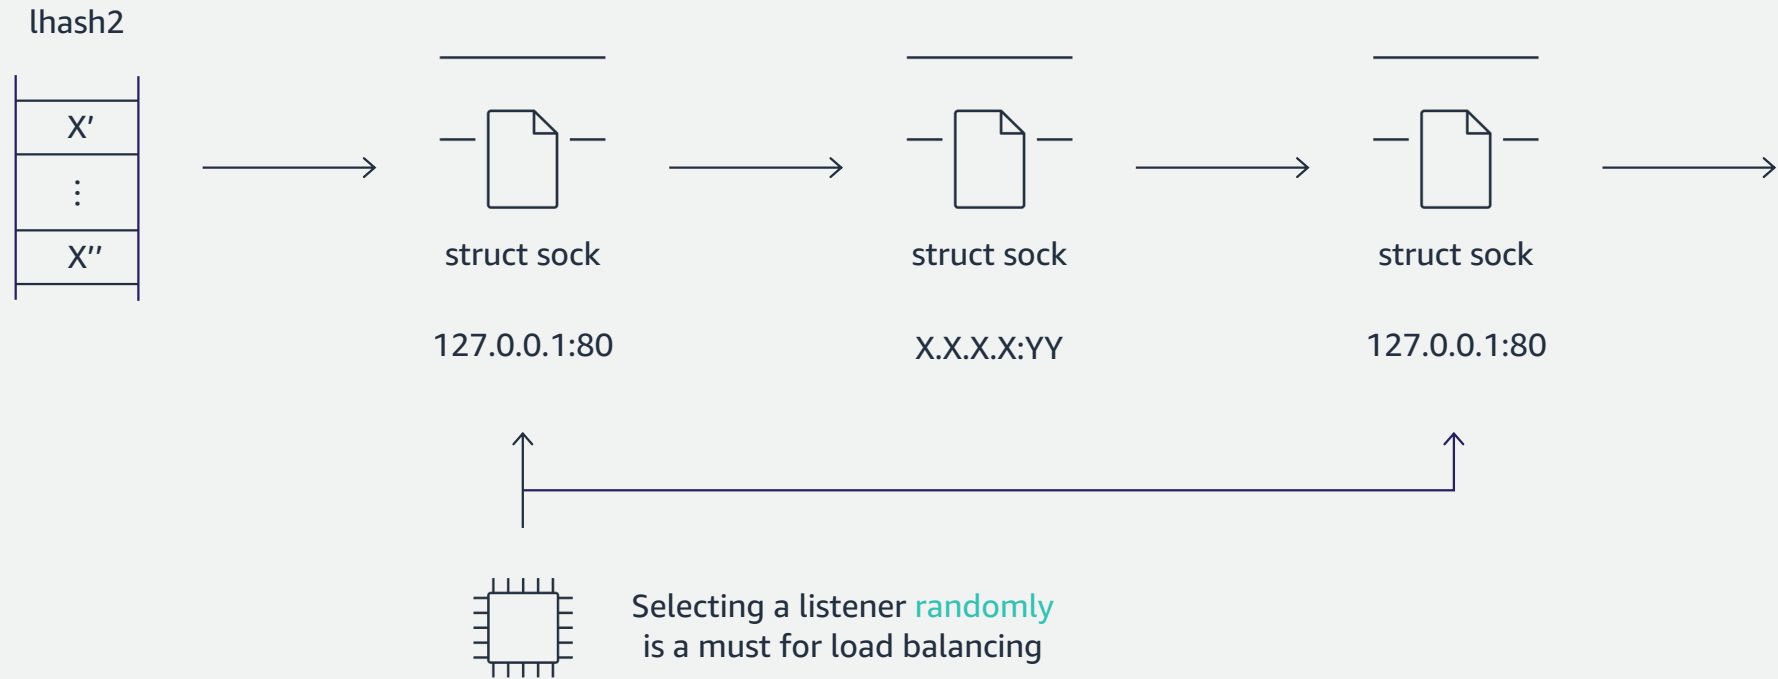 lhash2
X'
⋮
X''
struct sock
struct sock
struct sock
127.0.0.1:80
X.X.X.X:YY
127.0.0.1:80
Selecting a listener randomly
is a must for load balancing